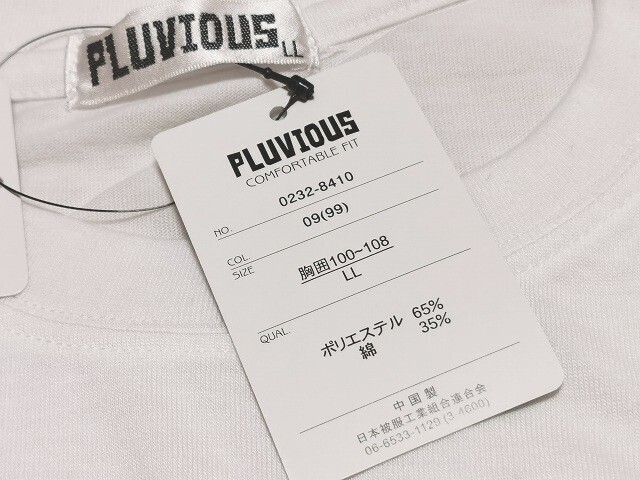 PLUVIOUS LL
PLUVIOUS
COMFORTABLE FIT
NO. 0232-8410
COL. 09(99)
SIZE 胸囲100~108
LL
QUAL. ポリエステル 65%
綿 35%
中国製
日本被服工業組合連合会
06-6533-1129 (3-4000)